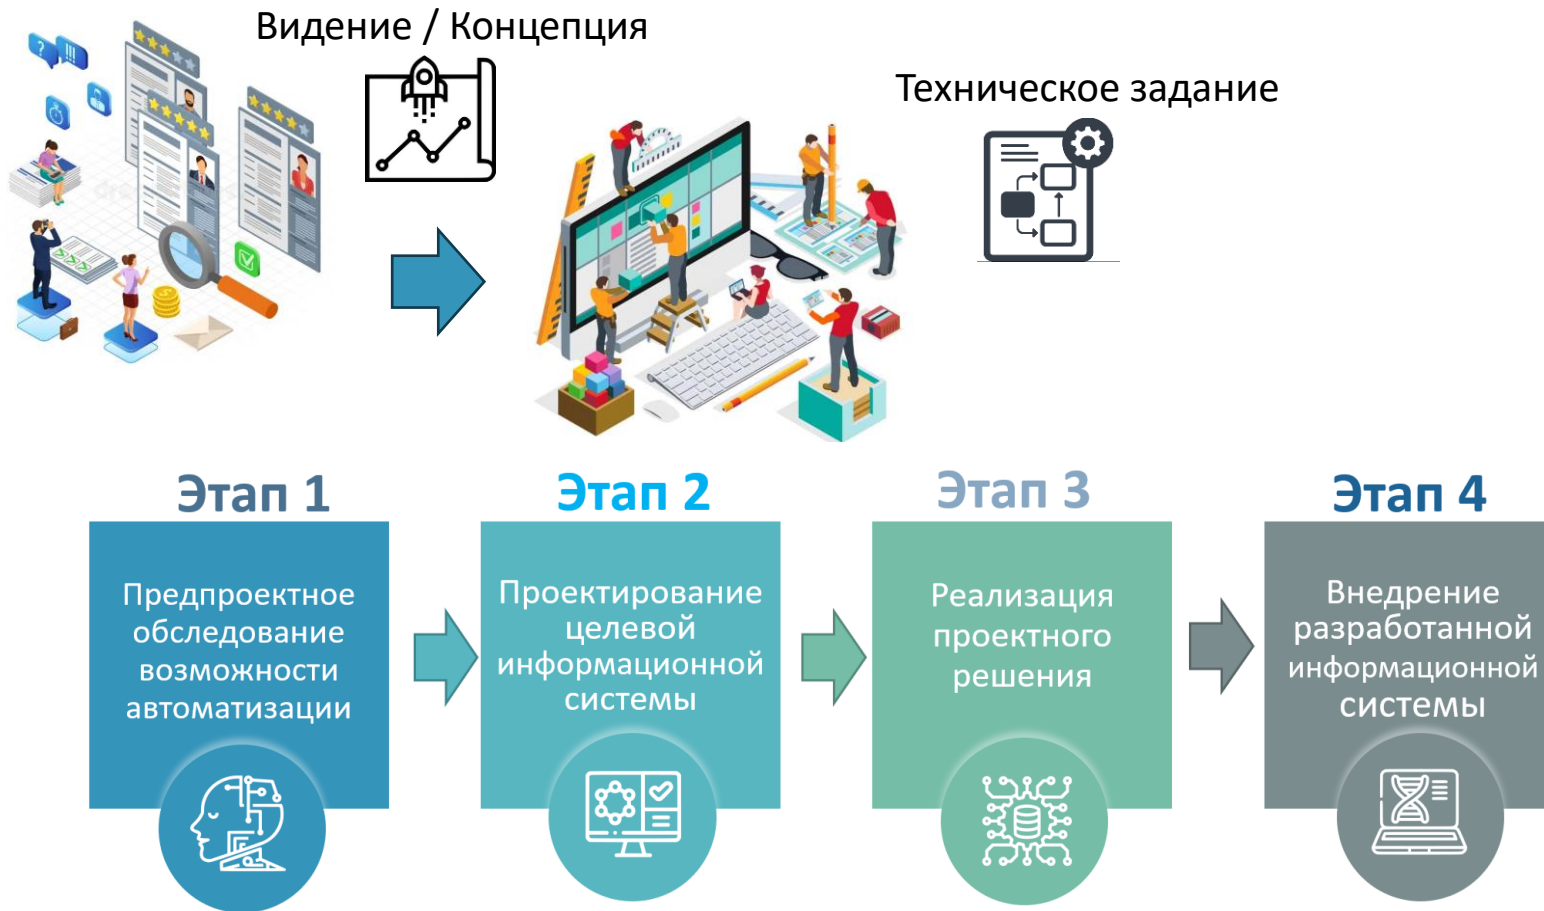 Видение / Концепция
Техническое задание
Этап 1
Этап 2
Этап 3
Этап 4
Предпроектное
обследование
возможности
автоматизации
Проектирование
целевой
информационной
системы
Реализация
проектного
решения
Внедрение
разработанной
информационной
системы